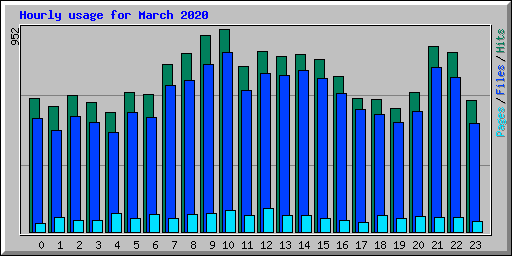 Hourly usage for March 2020
952
Pages/Files/Hits
0 1 2 3 4 5 6 7 8 9 10 11 12 13 14 15 16 17 18 19 20 21 22 23